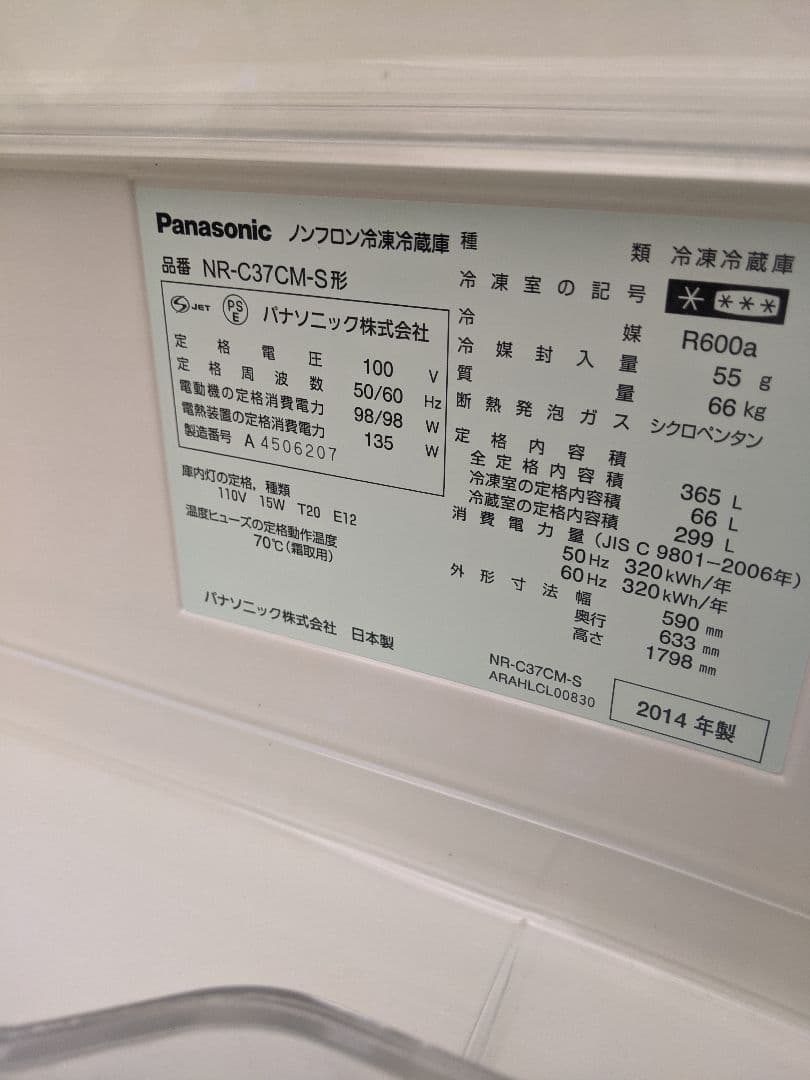 Panasonic ノンフロン冷凍冷蔵庫
品番 NR-C37CM-S形
JET PS E パナソニック株式会社
定格電圧 100 V
定格周波数 50/60 Hz
電動機の定格消費電力 98/98 W
電熱装置の定格消費電力 135 W
製造番号 A 4506207
庫内灯の定格，種類
110V 15W T20 E12
温度ヒューズの定格動作温度
70℃（霜取用）
パナソニック株式会社 日本製
種類 冷凍冷蔵庫
冷凍室の記号 * ***
冷媒 R600a
冷媒封入量 55 g
質量 66 kg
断熱発泡ガス シクロペンタン
定格内容積
全定格内容積 365 L
冷凍室の定格内容積 66 L
冷蔵室の定格内容積 299 L
消費電力量（JIS C 9801-2006年）
50Hz 320kWh/年
60Hz 320kWh/年
外形寸法 幅 590 mm
奥行 633 mm
高さ 1798 mm
NR-C37CM-S
ARAHLCL00830
2014 年製